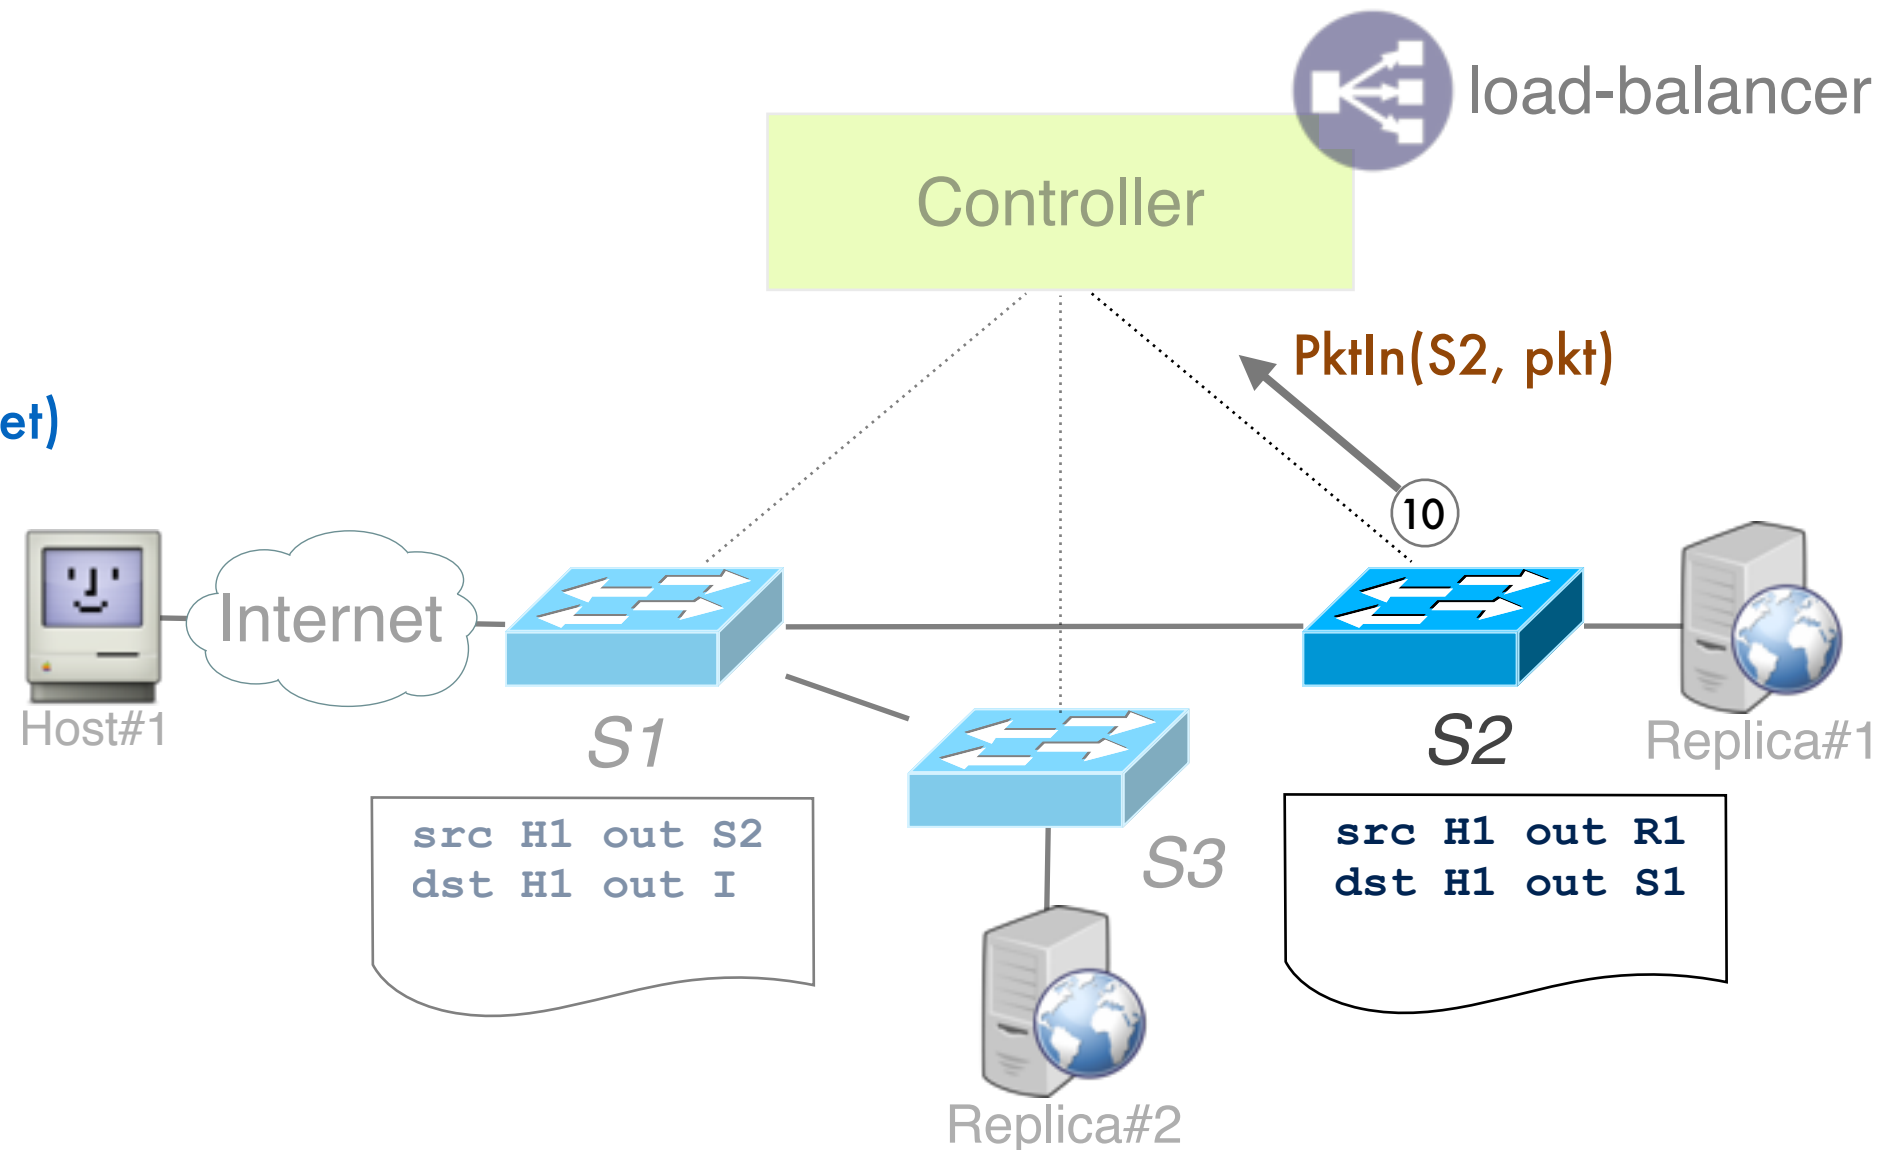 load-balancer
Controller
PktIn(S2, pkt)
et)
10
Internet
Host#1
S1
S2
Replica#1
src H1 out S2
dst H1 out I
src H1 out R1
dst H1 out S1
S3
Replica#2